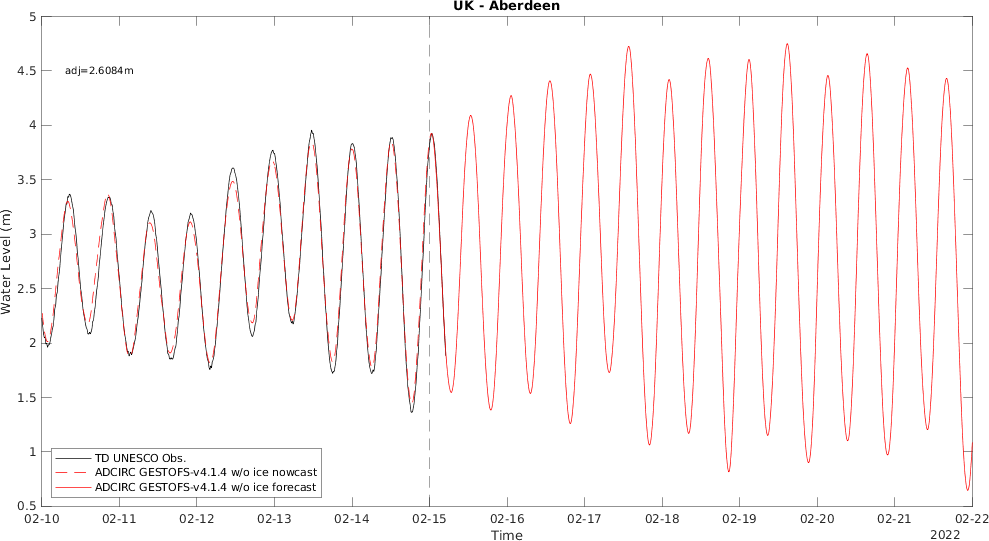 UK - Aberdeen
adj=2.6084m
Water Level (m)
5
4.5
4
3.5
3
2.5
2
1.5
1
0.5
TD UNESCO Obs.
ADCIRC GESTOFS-v4.1.4 w/o ice nowcast
ADCIRC GESTOFS-v4.1.4 w/o ice forecast
02-10 02-11 02-12 02-13 02-14 02-15 02-16 02-17 02-18 02-19 02-20 02-21 02-22
Time
2022